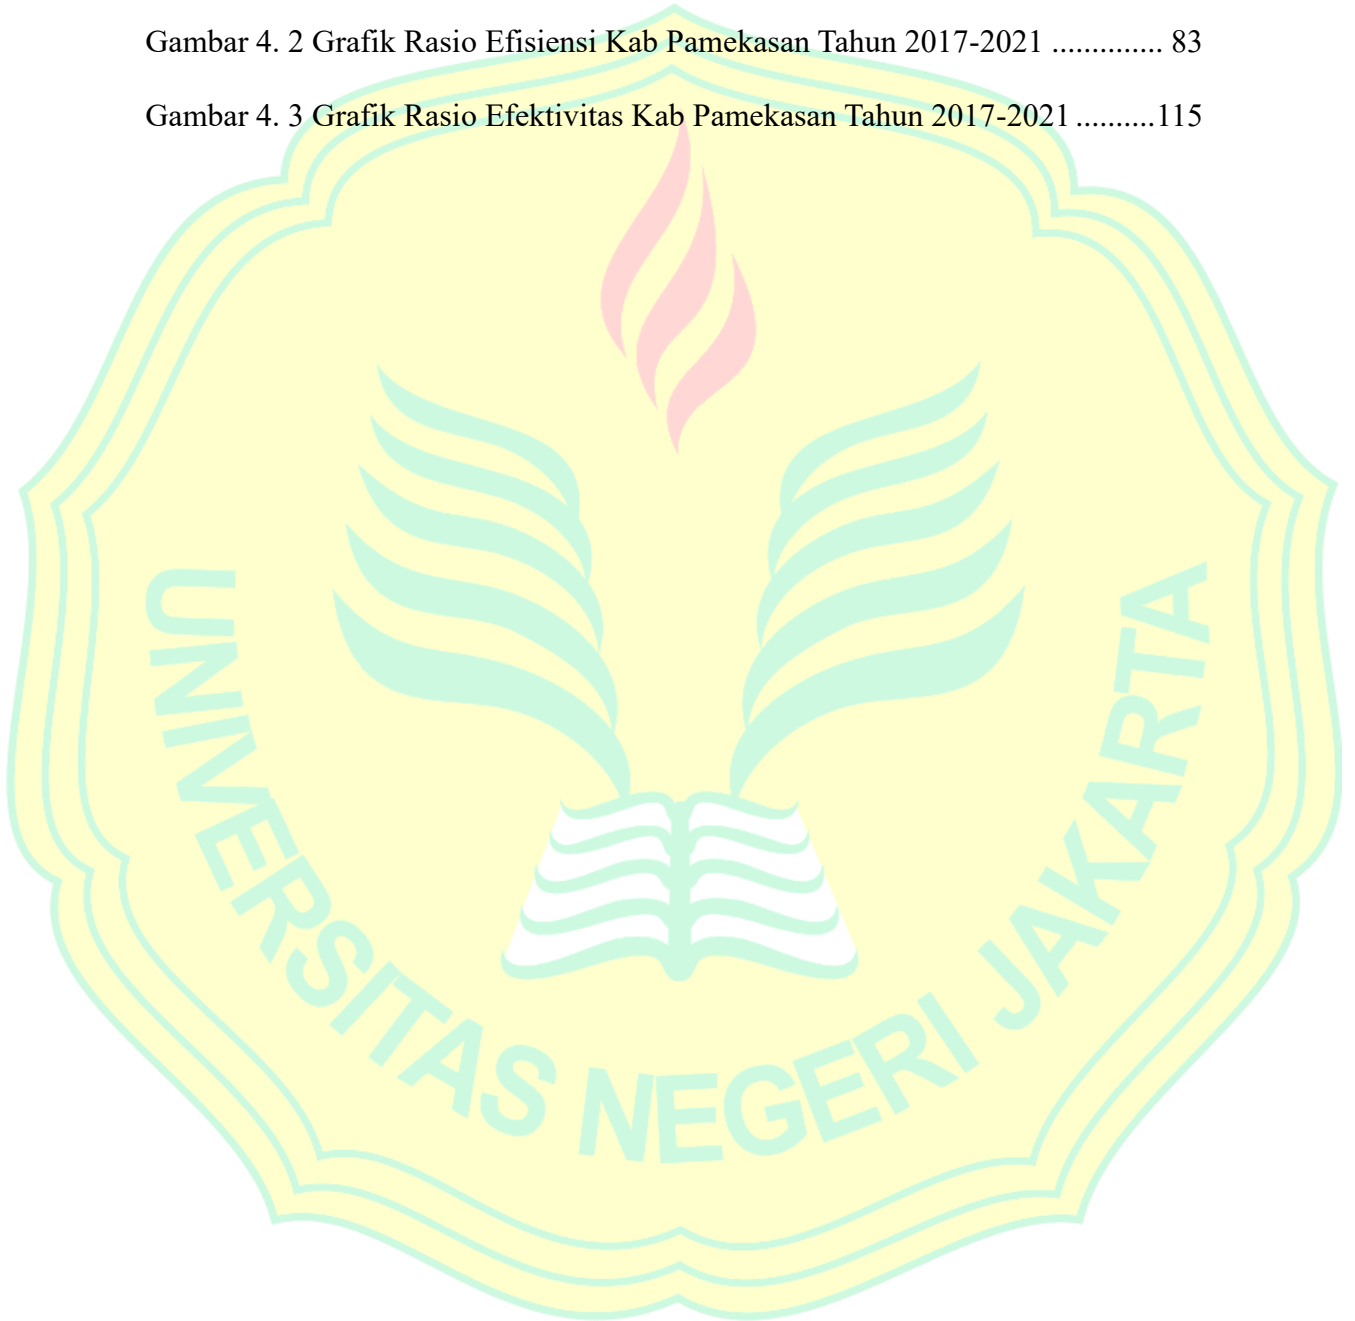 Gambar 4. 2 Grafik Rasio Efisiensi Kab Pamekasan Tahun 2017-2021 .............. 83
Gambar 4. 3 Grafik Rasio Efektivitas Kab Pamekasan Tahun 2017-2021 ..........115
UNIVERSITAS NEGERI JAKARTA